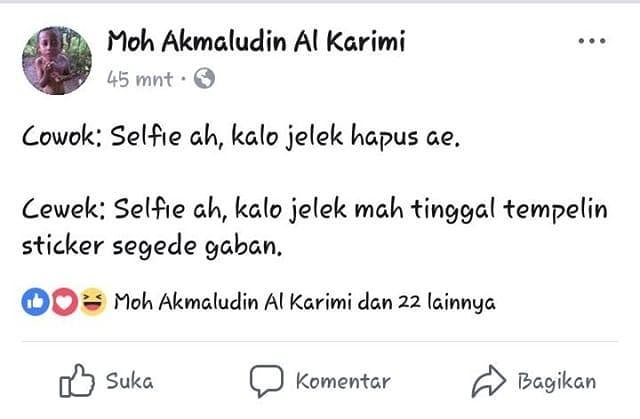 Moh Akmaludin Al Karimi
45 mnt
Cowok: Selfie ah, kalo jelek hapus ae.
Cewek: Selfie ah, kalo jelek mah tinggal tempelin
sticker segede gaban.
Moh Akmaludin Al Karimi dan 22 lainnya
Suka Komentar Bagikan